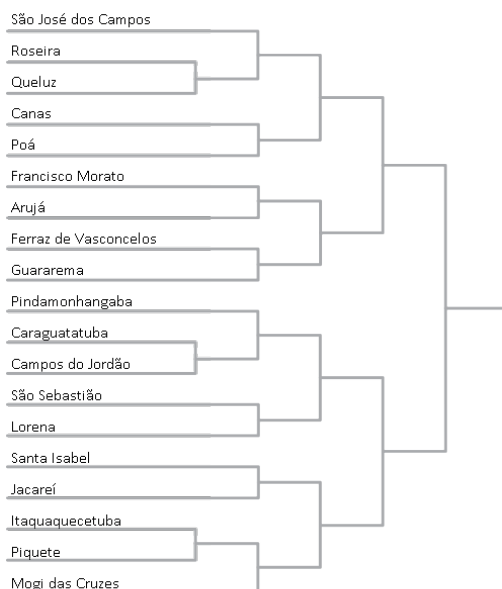 São José dos Campos
Roseira
Queluz
Canas
Poá
Francisco Morato
Arujá
Ferraz de Vasconcelos
Guararema
Pindamonhangaba
Caraguatatuba
Campos do Jordão
São Sebastião
Lorena
Santa Isabel
Jacareí
Itaquaquecetuba
Piquete
Mogi das Cruzes